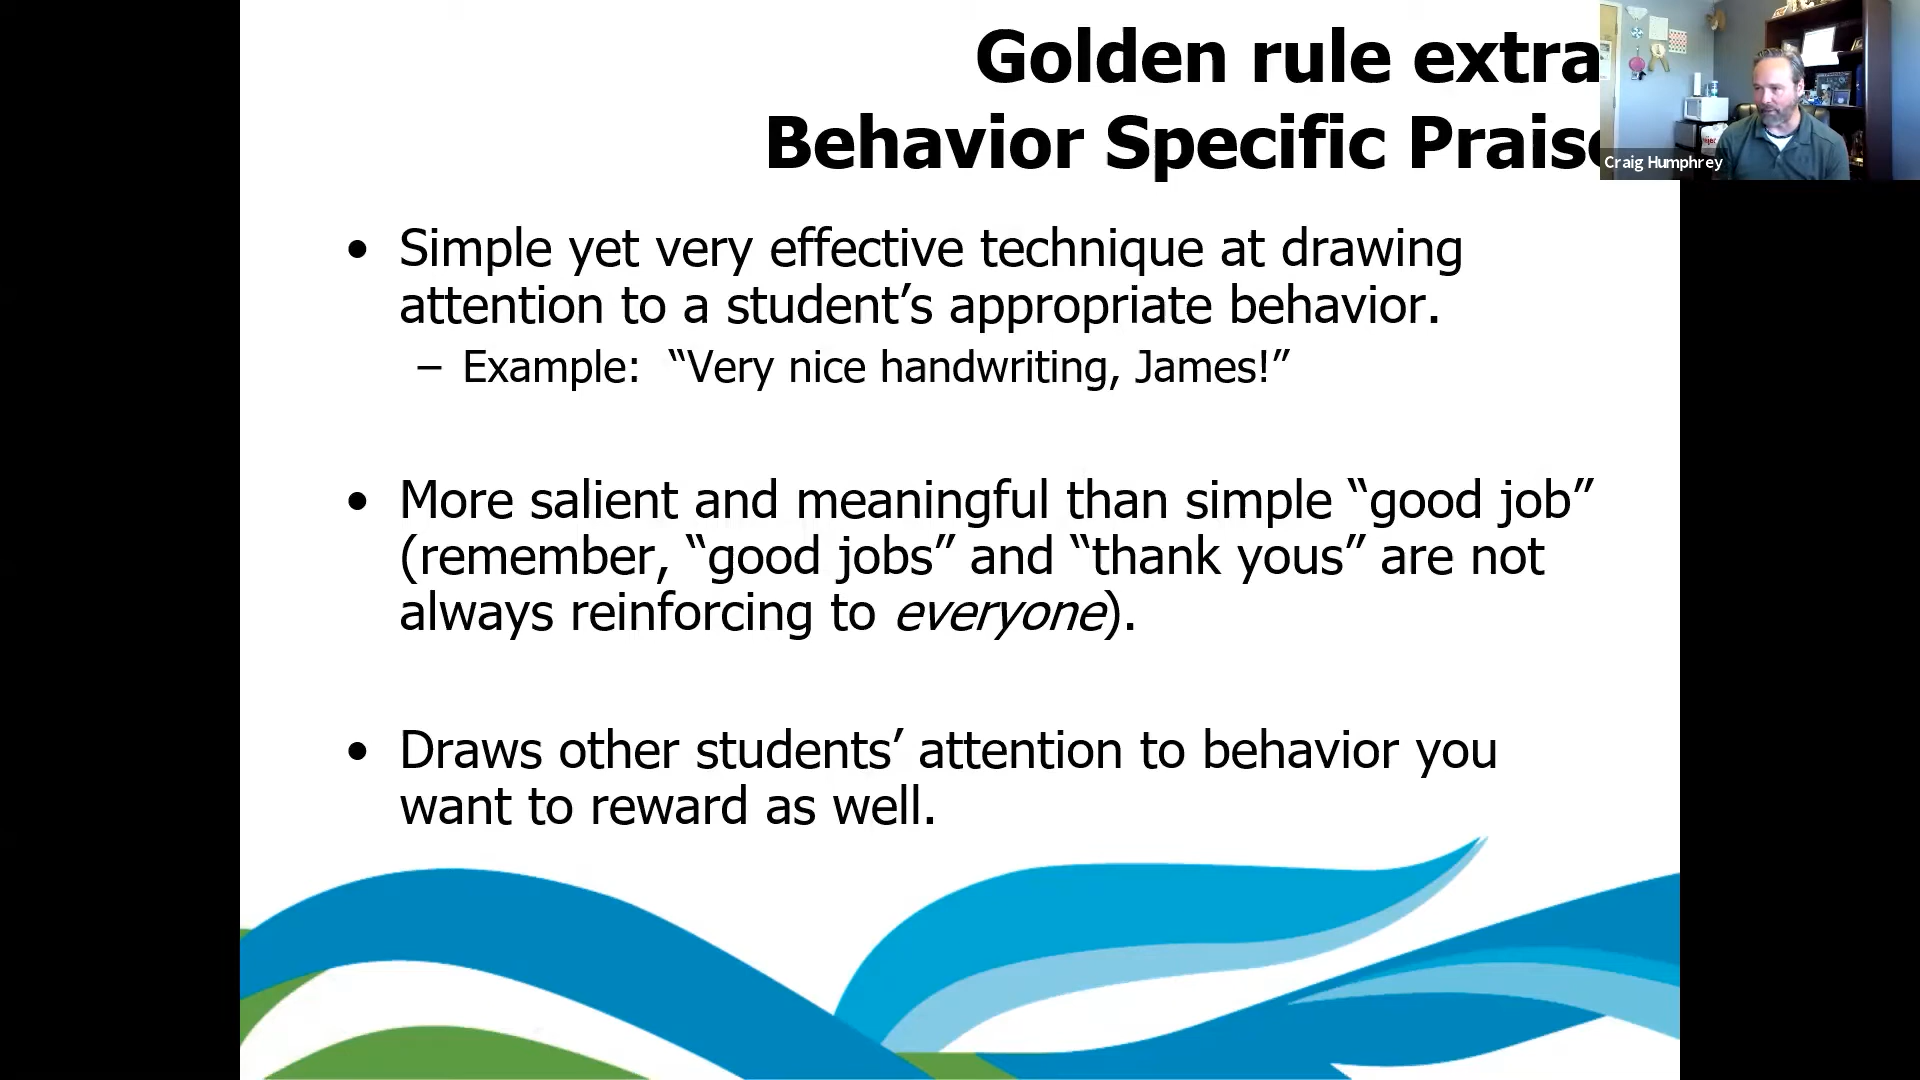 Golden rule extra
Behavior Specific Prais
Craig Humphrey
• Simple yet very effective technique at drawing
attention to a student’s appropriate behavior.
– Example: “Very nice handwriting, James!”
• More salient and meaningful than simple “good job”
(remember, “good jobs” and “thank yous” are not
always reinforcing to everyone).
• Draws other students’ attention to behavior you
want to reward as well.